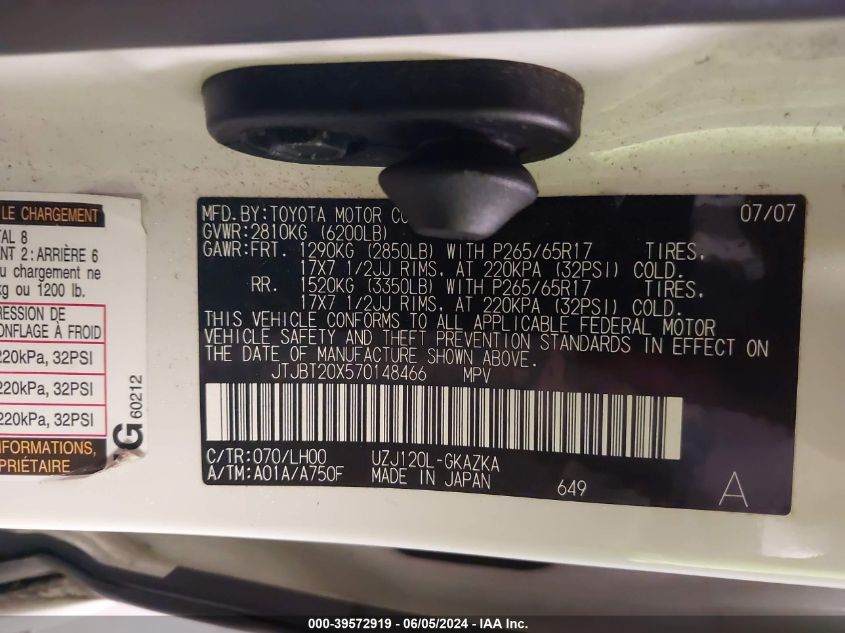 LE CHARGEMENT
TAL 8
ANT 2: ARRIÈRE 6
u chargement ne
kg ou 1200 lb.
RESSION DE
ONFLAGE À FROID
220kPa, 32PSI
220kPa, 32PSI
220kPa, 32PSI
NFORMATIONS,
PRIÉTAIRE
G 60212
MFD. BY: TOYOTA MOTOR CO 07/07
GVWR: 2810KG (6200LB)
GAWR: FRT. 1290KG (2850LB) WITH P265/65R17 TIRES,
17X7 1/2JJ RIMS, AT 220KPA (32PSI) COLD.
RR. 1520KG (3350LB) WITH P265/65R17 TIRES,
17X7 1/2JJ RIMS, AT 220KPA (32PSI) COLD.
THIS VEHICLE CONFORMS TO ALL APPLICABLE FEDERAL MOTOR
VEHICLE SAFETY AND THEFT PREVENTION STANDARDS IN EFFECT ON
THE DATE OF MANUFACTURE SHOWN ABOVE.
JTJBT20X570148466 MPV
C/TR: 070/LH00 UZJ120L-GKAZKA
A/TM: A01A/A750F MADE IN JAPAN 649 A
000-39572919 - 06/05/2024 - IAA Inc.